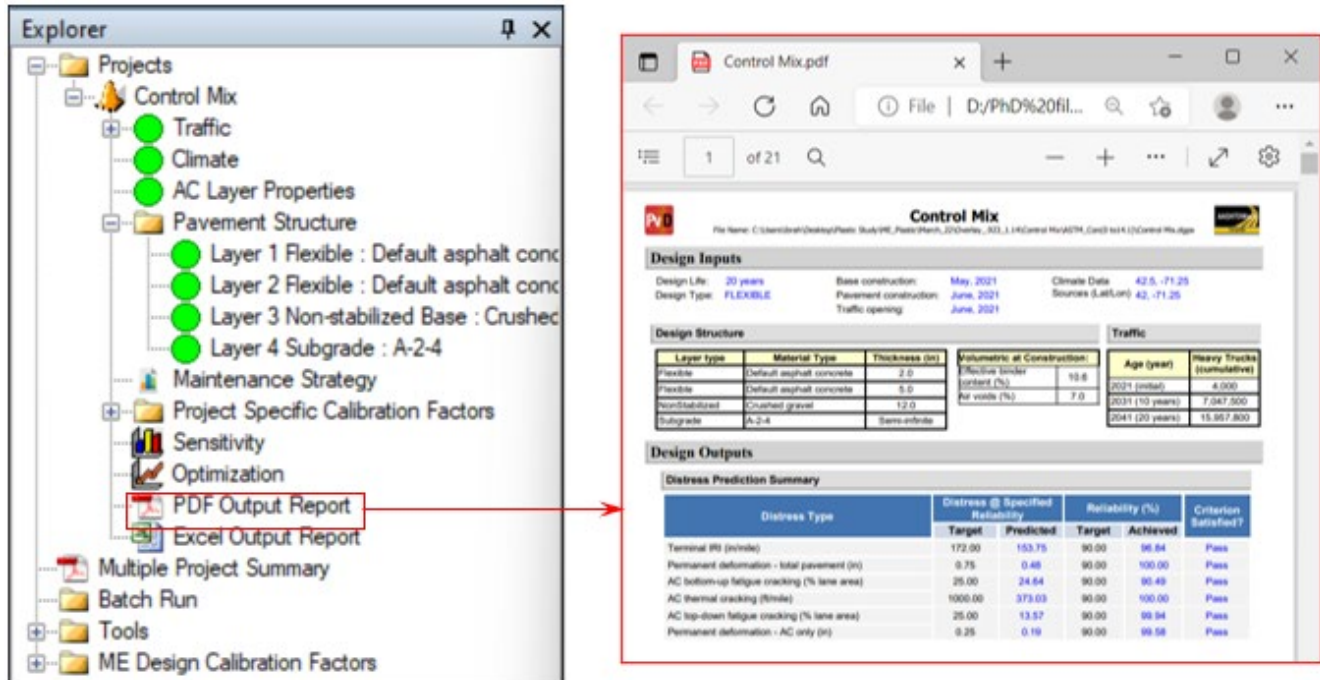 Explorer
Projects
Control Mix
Traffic
Climate
AC Layer Properties
Pavement Structure
Layer 1 Flexible : Default asphalt conc
Layer 2 Flexible : Default asphalt conc
Layer 3 Non-stabilized Base : Crushed
Layer 4 Subgrade : A-2-4
Maintenance Strategy
Project Specific Calibration Factors
Sensitivity
Optimization
PDF Output Report
Excel Output Report
Multiple Project Summary
Batch Run
Tools
ME Design Calibration Factors
Control Mix.pdf
File | D:/PhD%20fil...
1 of 21
Control Mix
Design Inputs
Design Life: 20 years Base construction: May, 2021 Climate Data 42.5, -71.25
Design Type: FLEXIBLE Pavement construction: June, 2021 Sources (Lat/Lon) 42, -71.25
Traffic opening: June, 2021
Design Structure Traffic
Layer type Material Type Thickness (in) Volumetric at Construction: Age (year) Heavy Trucks (cumulative)
Flexible Default asphalt concrete 2.0 Effective binder content (%) 10.6 2021 (initial) 4,000
Flexible Default asphalt concrete 5.0 Air voids (%) 7.0 2031 (10 years) 7,047,500
NonStabilized Crushed gravel 12.0 2041 (20 years) 15,957,800
Subgrade A-2-4 Semi-infinite
Design Outputs
Distress Prediction Summary
Distress Type Distress @ Specified Reliability Reliability (%) Criterion Satisfied?
Target Predicted Target Achieved
Terminal IRI (in/mile) 172.00 153.75 90.00 96.84 Pass
Permanent deformation - total pavement (in) 0.75 0.48 90.00 100.00 Pass
AC bottom-up fatigue cracking (% lane area) 25.00 24.64 90.00 90.49 Pass
AC thermal cracking (ft/mile) 1000.00 373.03 90.00 100.00 Pass
AC top-down fatigue cracking (% lane area) 25.00 13.57 90.00 99.94 Pass
Permanent deformation - AC only (in) 0.25 0.19 90.00 99.58 Pass